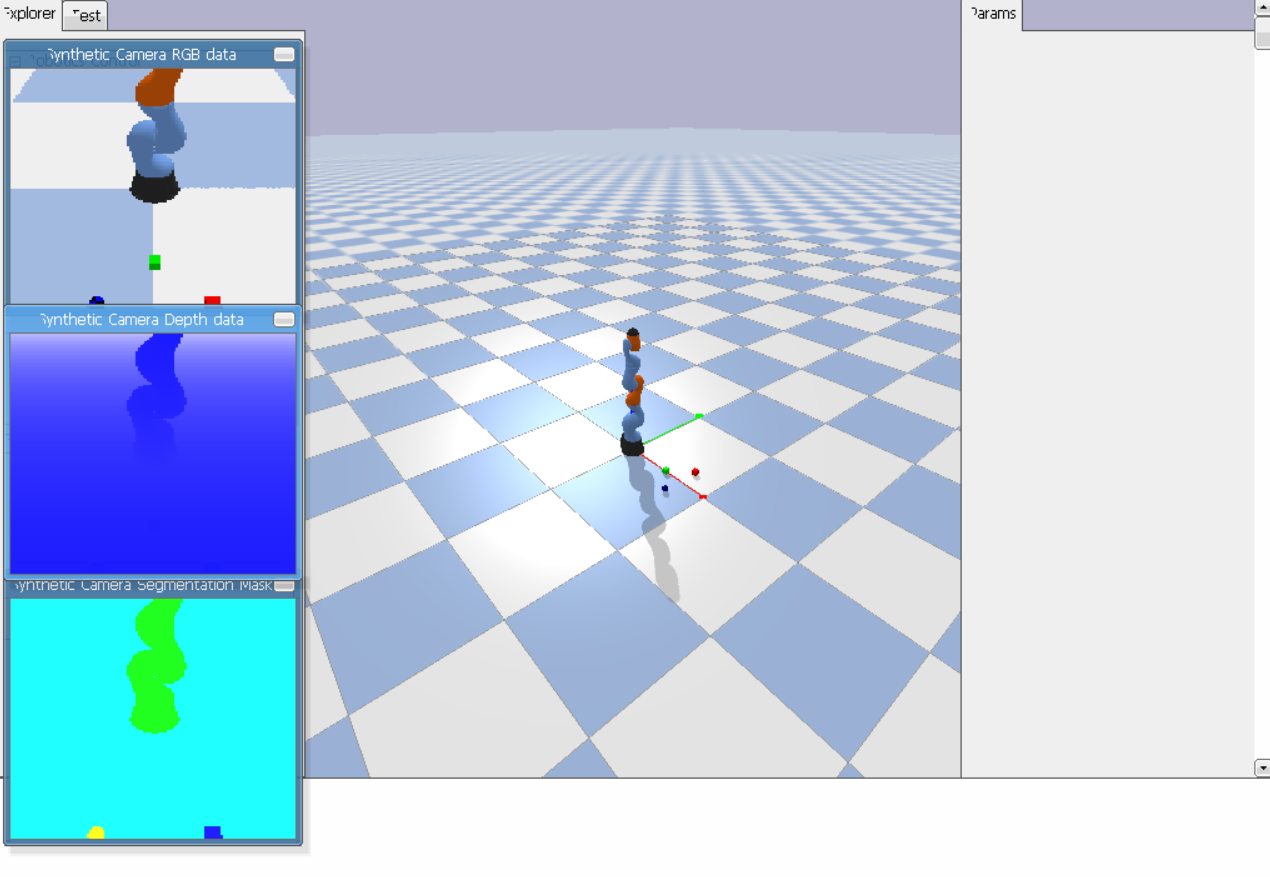 Explorer
Test
Params
Synthetic Camera RGB data
Synthetic Camera Depth data
Synthetic Camera Segmentation Mask